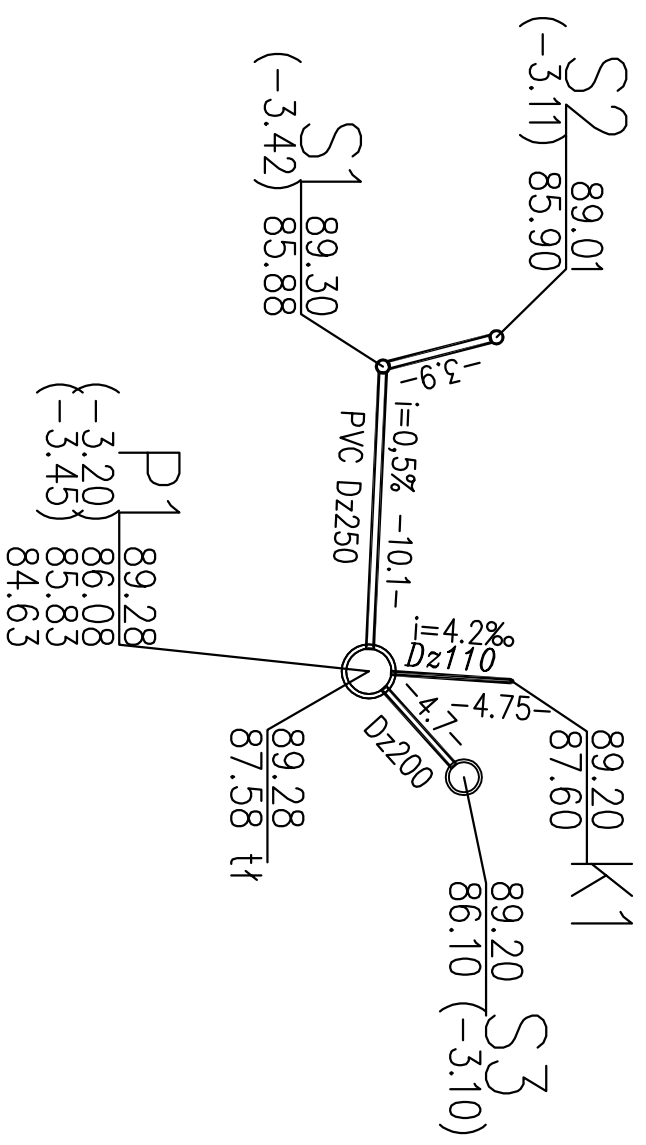 S2
(-3.11)
89.01
85.90
S1
(-3.42)
89.30
85.88
-3.9-
i=0,5% -10.1-
PVC Dz250
P1
(-3.20)
(-3.45)
89.28
86.08
85.83
84.63
i=4.2‰
Dz110
-4.75-
-4.7-
Dz200
89.20
87.60
K1
89.28
87.58
tł
89.20
86.10
S3
(-3.10)